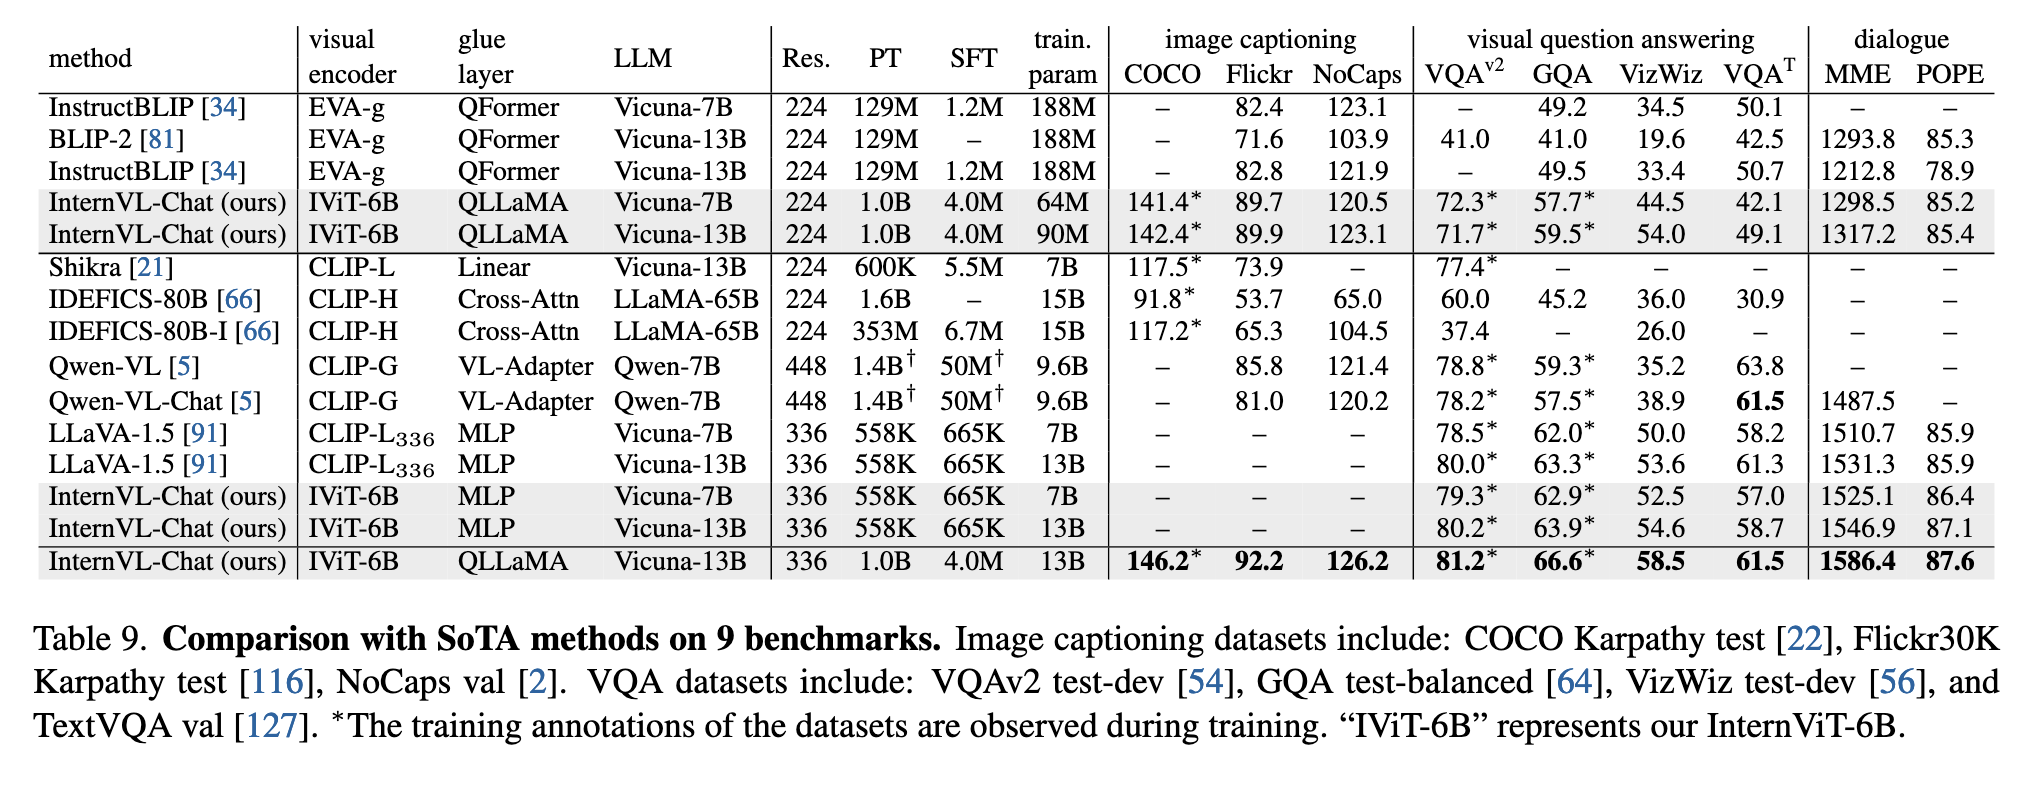 method visual encoder glue layer LLM Res. PT SFT train. param image captioning visual question answering dialogue
COCO Flickr NoCaps VQA^v2 GQA VizWiz VQA^T MME POPE
InstructBLIP [34] EVA-g QFormer Vicuna-7B 224 129M 1.2M 188M – 82.4 123.1 – 49.2 34.5 50.1 – –
BLIP-2 [81] EVA-g QFormer Vicuna-13B 224 129M – 188M – 71.6 103.9 41.0 41.0 19.6 42.5 1293.8 85.3
InstructBLIP [34] EVA-g QFormer Vicuna-13B 224 129M 1.2M 188M – 82.8 121.9 – 49.5 33.4 50.7 1212.8 78.9
InternVL-Chat (ours) IViT-6B QLLaMA Vicuna-7B 224 1.0B 4.0M 64M 141.4* 89.7 120.5 72.3* 57.7* 44.5 42.1 1298.5 85.2
InternVL-Chat (ours) IViT-6B QLLaMA Vicuna-13B 224 1.0B 4.0M 90M 142.4* 89.9 123.1 71.7* 59.5* 54.0 49.1 1317.2 85.4
Shikra [21] CLIP-L Linear Vicuna-13B 224 600K 5.5M 7B 117.5* 73.9 – 77.4* – – – – –
IDEFICS-80B [66] CLIP-H Cross-Attn LLaMA-65B 224 1.6B – 15B 91.8* 53.7 65.0 60.0 45.2 36.0 30.9 – –
IDEFICS-80B-I [66] CLIP-H Cross-Attn LLaMA-65B 224 353M 6.7M 15B 117.2* 65.3 104.5 37.4 – 26.0 – – –
Qwen-VL [5] CLIP-G VL-Adapter Qwen-7B 448 1.4B† 50M† 9.6B – 85.8 121.4 78.8* 59.3* 35.2 63.8 – –
Qwen-VL-Chat [5] CLIP-G VL-Adapter Qwen-7B 448 1.4B† 50M† 9.6B – 81.0 120.2 78.2* 57.5* 38.9 61.5 1487.5 –
LLaVA-1.5 [91] CLIP-L336 MLP Vicuna-7B 336 558K 665K 7B – – – 78.5* 62.0* 50.0 58.2 1510.7 85.9
LLaVA-1.5 [91] CLIP-L336 MLP Vicuna-13B 336 558K 665K 13B – – – 80.0* 63.3* 53.6 61.3 1531.3 85.9
InternVL-Chat (ours) IViT-6B MLP Vicuna-7B 336 558K 665K 7B – – – 79.3* 62.9* 52.5 57.0 1525.1 86.4
InternVL-Chat (ours) IViT-6B MLP Vicuna-13B 336 558K 665K 13B – – – 80.2* 63.9* 54.6 58.7 1546.9 87.1
InternVL-Chat (ours) IViT-6B QLLaMA Vicuna-13B 336 1.0B 4.0M 13B 146.2* 92.2 126.2 81.2* 66.6* 58.5 61.5 1586.4 87.6
Table 9. Comparison with SoTA methods on 9 benchmarks. Image captioning datasets include: COCO Karpathy test [22], Flickr30K
Karpathy test [116], NoCaps val [2]. VQA datasets include: VQAv2 test-dev [54], GQA test-balanced [64], VizWiz test-dev [56], and
TextVQA val [127]. *The training annotations of the datasets are observed during training. “IViT-6B” represents our InternViT-6B.